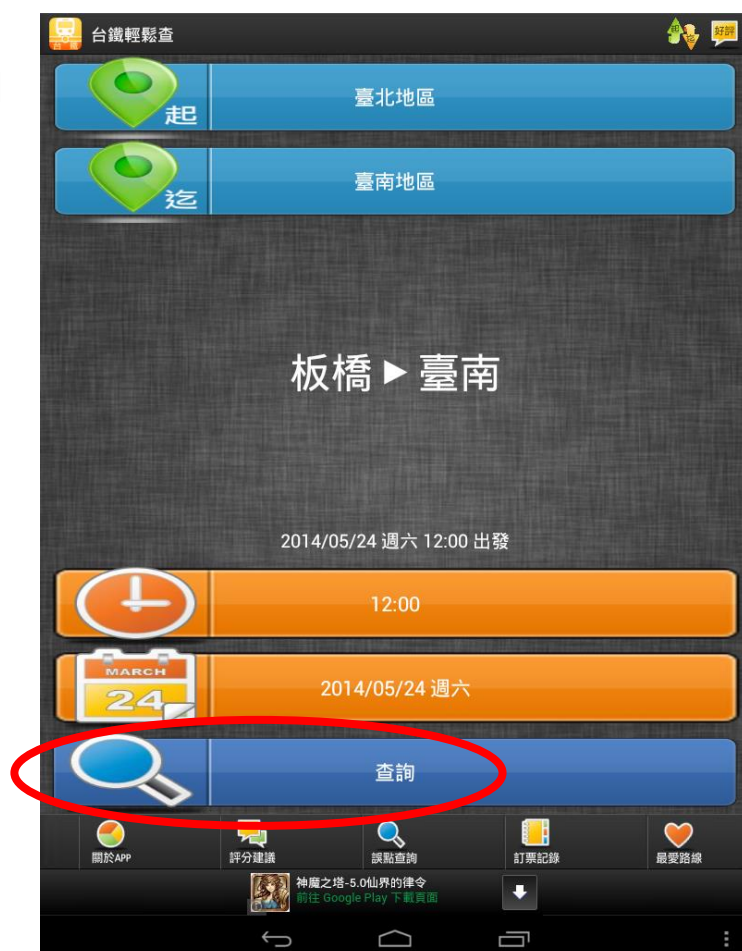 台鐵輕鬆查
好評
起
臺北地區
迄
臺南地區
板橋▶臺南
2014/05/24 週六 12:00 出發
12:00
MARCH
24
2014/05/24 週六
查詢
關於APP
評分建議
誤點查詢
訂票記錄
最愛路線
神魔之塔-5.0仙界的律令
前往 Google Play 下載頁面